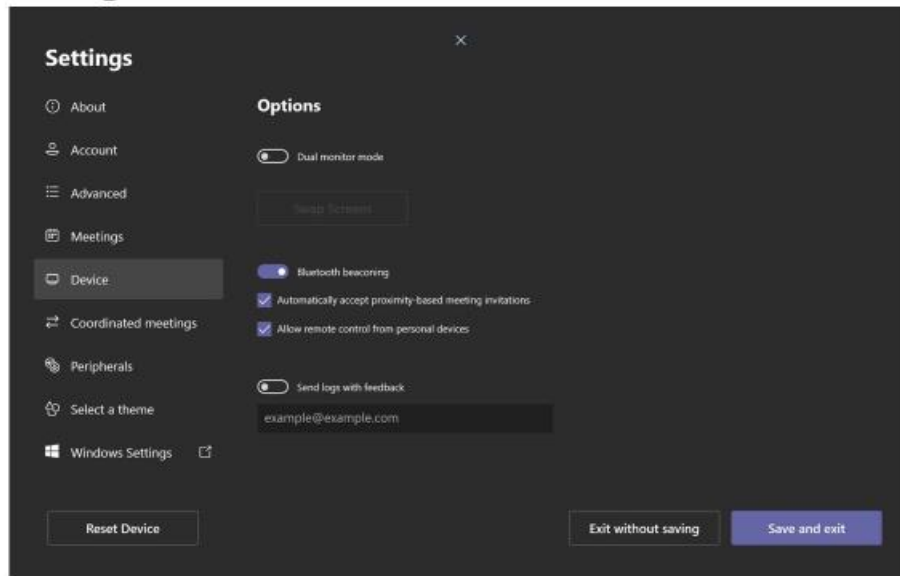 Settings
About
Account
Advanced
Meetings
Device
Coordinated meetings
Peripherals
Select a theme
Windows Settings
Options
Dual monitor mode
Swap Screens
Bluetooth beaconing
Automatically accept proximity-based meeting invitations
Allow remote control from personal devices
Send logs with feedback
example@example.com
Reset Device
Exit without saving
Save and exit